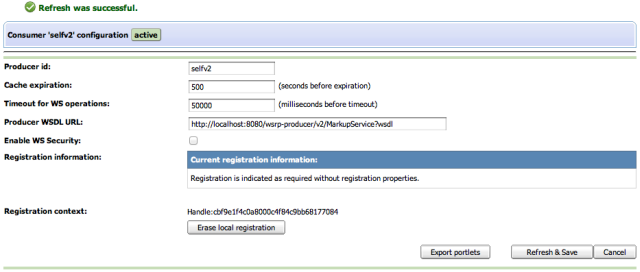 Refresh was successful.
Consumer 'selfv2' configuration active
Producer id: selfv2
Cache expiration: 500 (seconds before expiration)
Timeout for WS operations: 50000 (milliseconds before timeout)
Producer WSDL URL: http://localhost:8080/wsrp-producer/v2/MarkupService?wsdl
Enable WS Security:
Registration information: Current registration information:
Registration is indicated as required without registration properties.
Registration context: Handle:cbf9e1f4c0a8000c4f84c9bb68177084
Erase local registration
Export portlets Refresh & Save Cancel